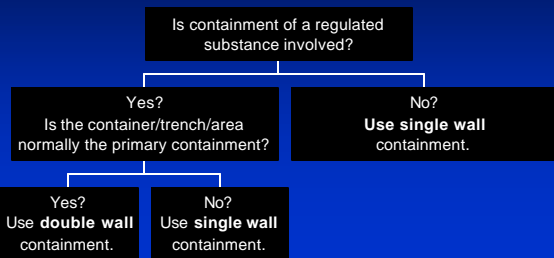 Is containment of a regulated
substance involved?
Yes?
Is the container/trench/area
normally the primary containment?
No?
Use single wall
containment.
Yes?
Use double wall
containment.
No?
Use single wall
containment.